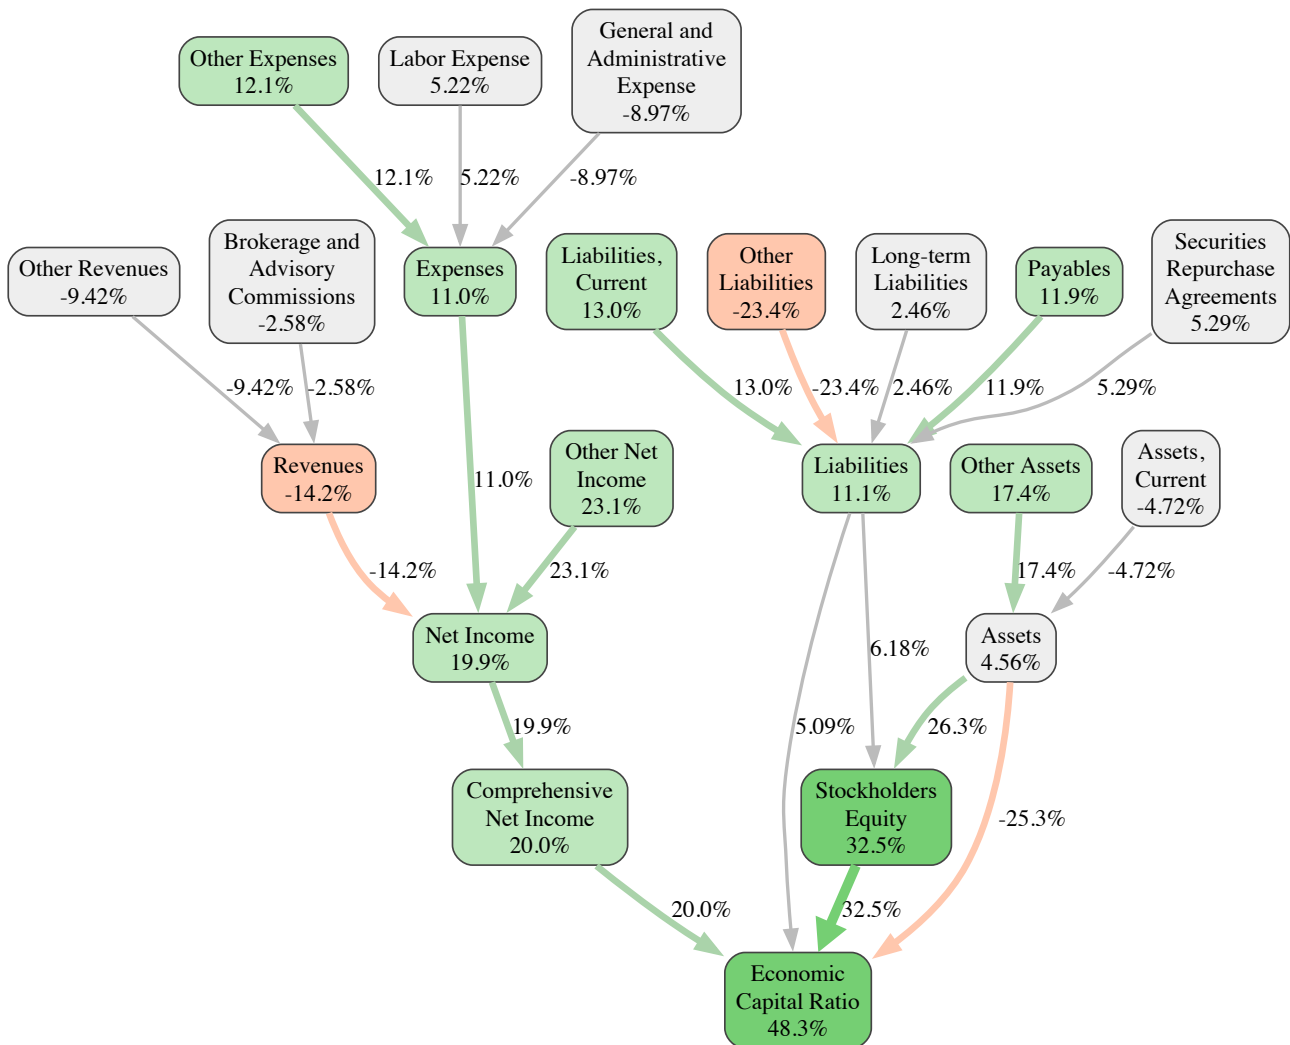 Other Expenses
12.1%
Labor Expense
5.22%
General and
Administrative
Expense
-8.97%
12.1%
5.22%
-8.97%
Other Revenues
-9.42%
Brokerage and
Advisory
Commissions
-2.58%
Expenses
11.0%
Liabilities,
Current
13.0%
Other
Liabilities
-23.4%
Long-term
Liabilities
2.46%
Payables
11.9%
Securities
Repurchase
Agreements
5.29%
-9.42%
-2.58%
13.0%
-23.4%
2.46%
11.9%
5.29%
Revenues
-14.2%
11.0%
Other Net
Income
23.1%
Liabilities
11.1%
Other Assets
17.4%
Assets,
Current
-4.72%
-14.2%
23.1%
17.4%
-4.72%
Net Income
19.9%
6.18%
Assets
4.56%
19.9%
5.09%
26.3%
Comprehensive
Net Income
20.0%
Stockholders
Equity
32.5%
-25.3%
20.0%
32.5%
Economic
Capital Ratio
48.3%